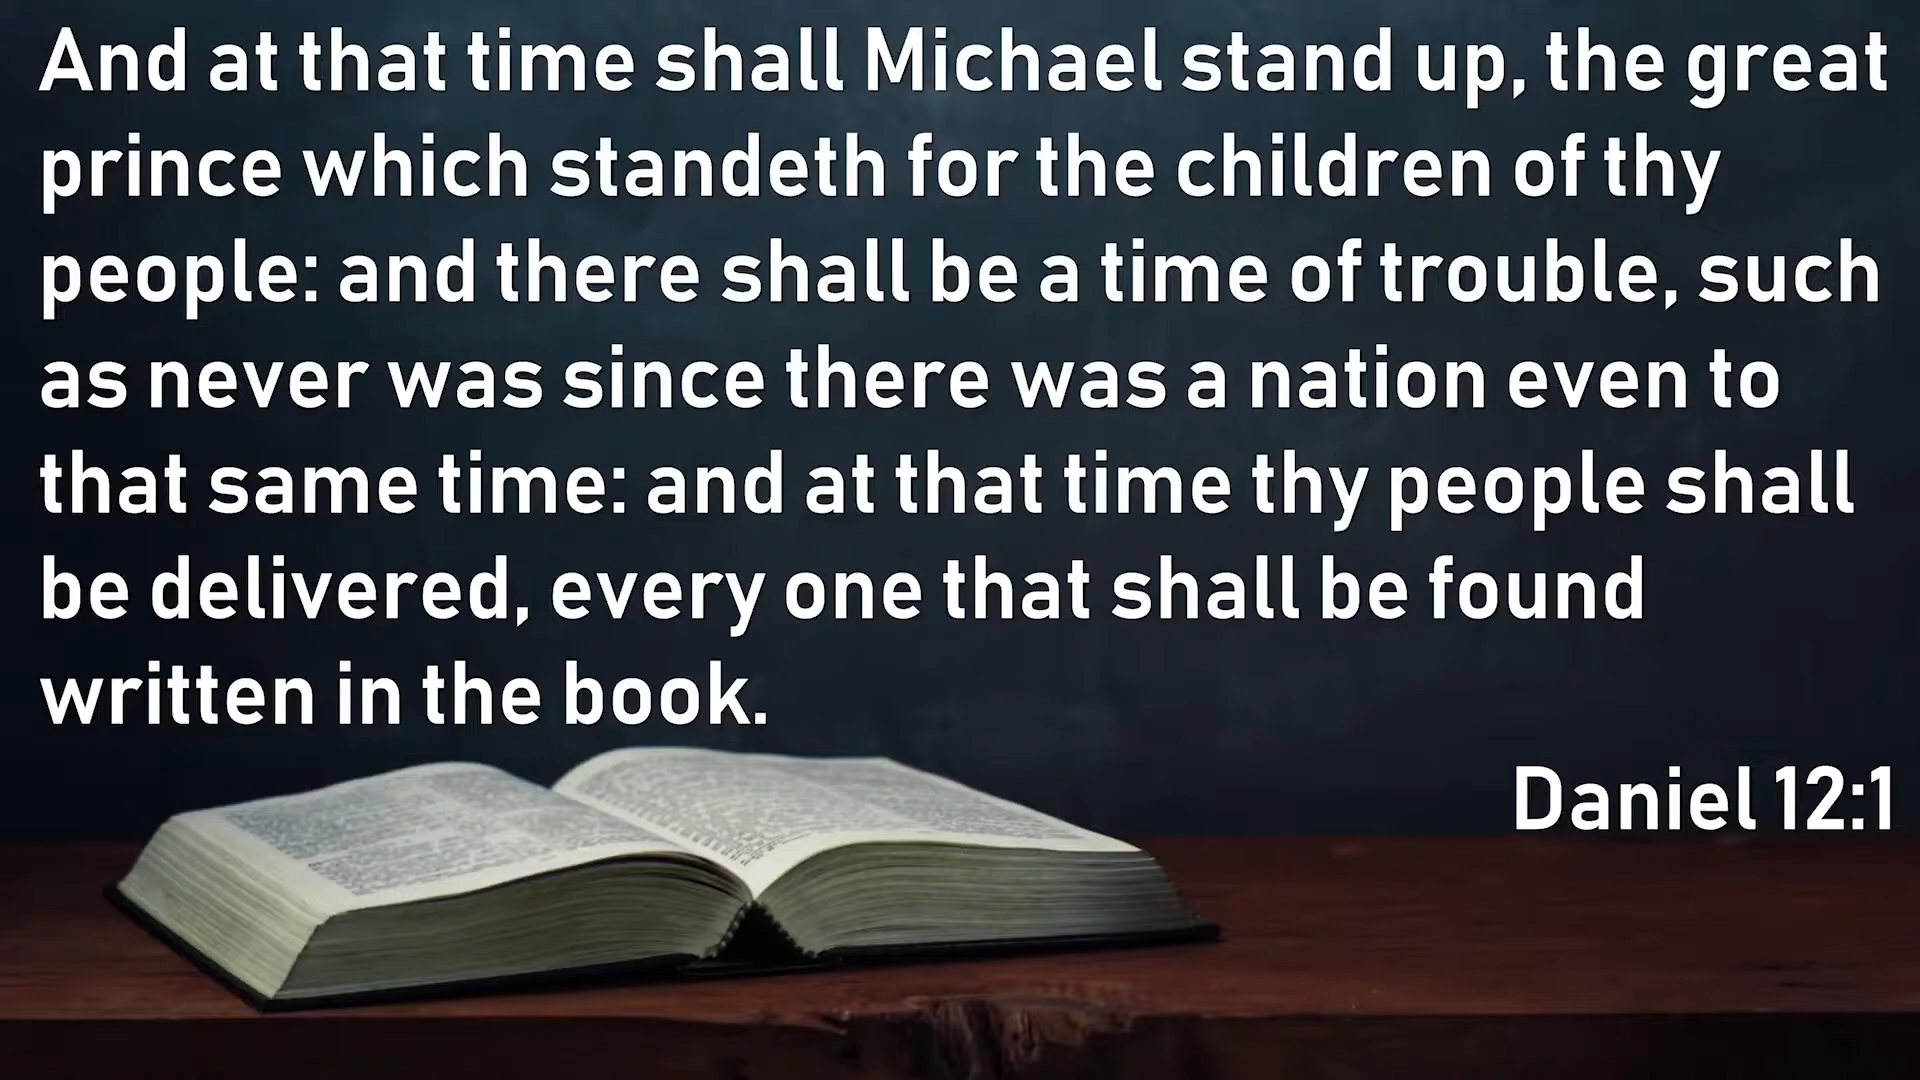 And at that time shall Michael stand up, the great
prince which standeth for the children of thy
people: and there shall be a time of trouble, such
as never was since there was a nation even to
that same time: and at that time thy people shall
be delivered, every one that shall be found
written in the book.
Daniel 12:1